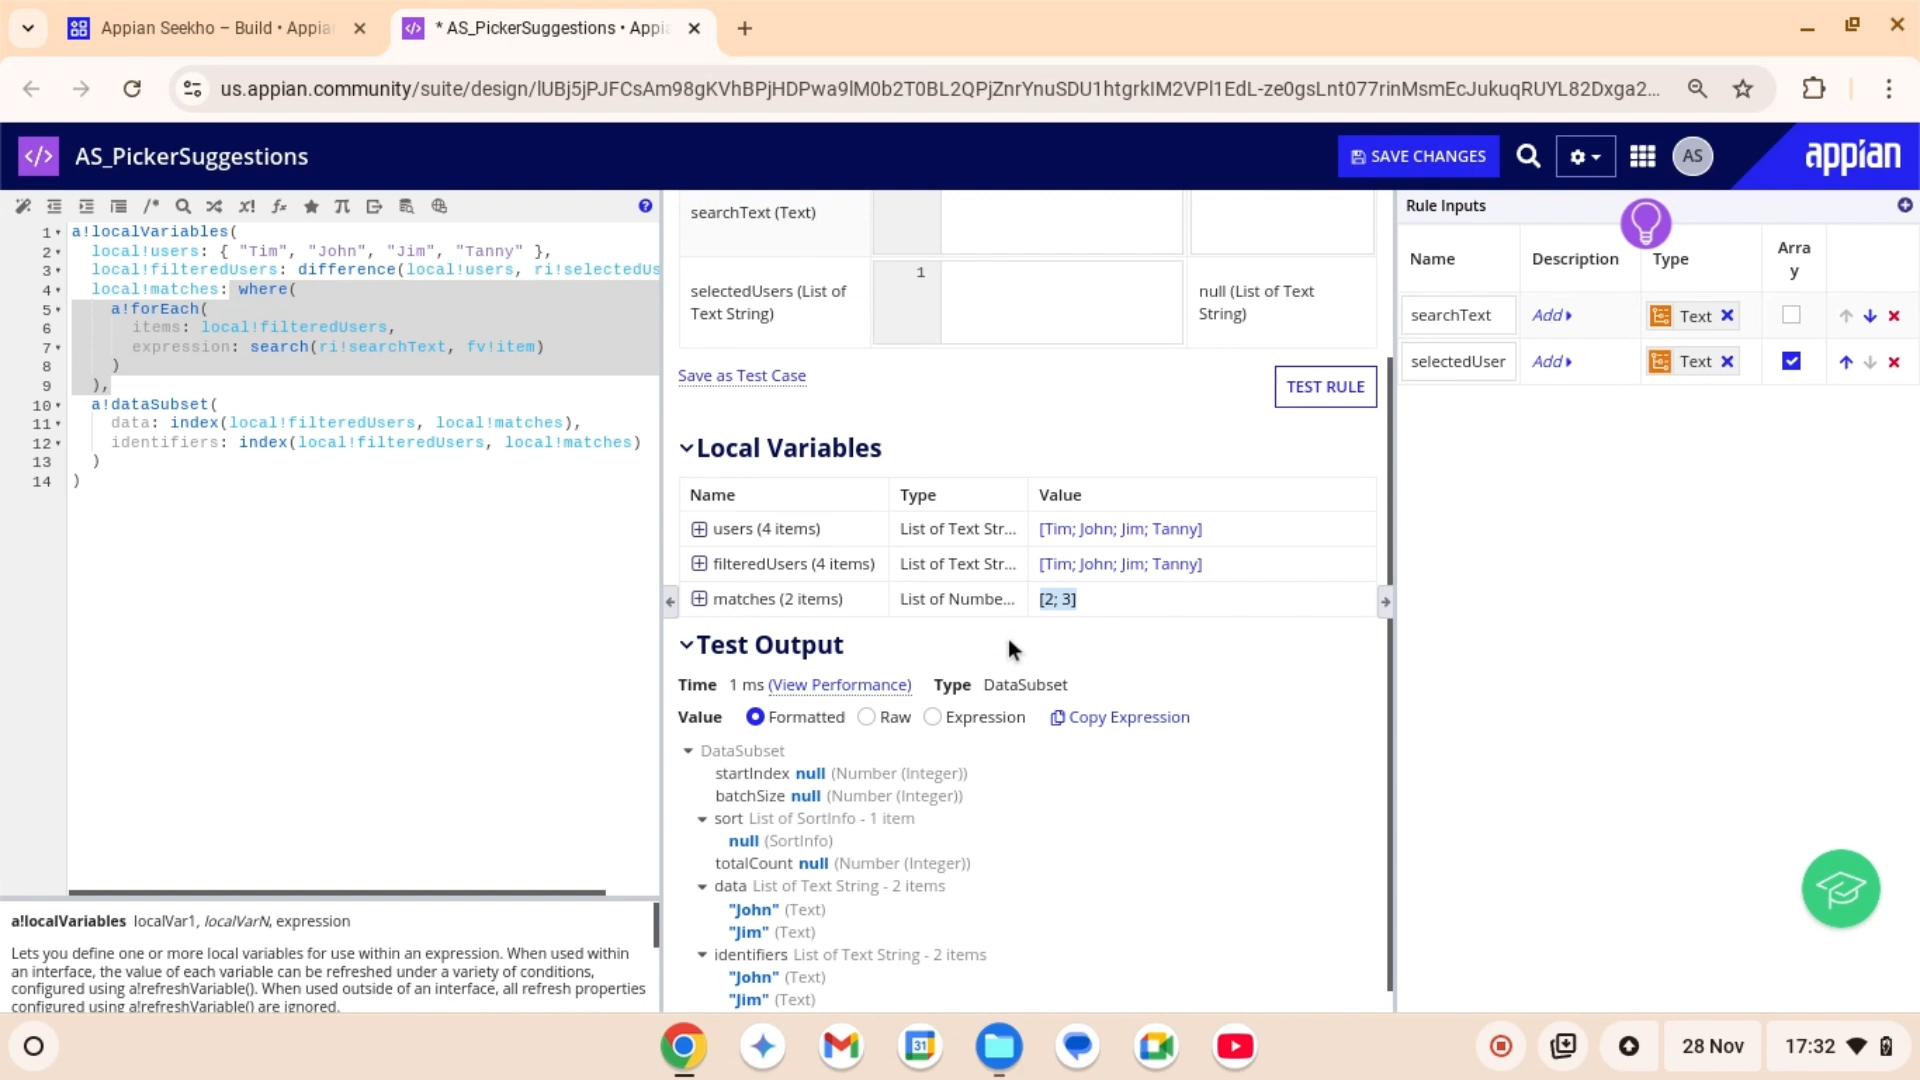 Appian Seekho – Build • Appia
* AS_PickerSuggestions • Appi
us.appian.community/suite/design/lUBj5jPJFCsAm98gKVhBPjHDPwa9lM0b2T0BL2QPjZnrYnuSDU1htgrkIM2VPl1EdL-ze0gsLnt077rinMsmEcJukuqRUYL82Dxga2...
AS_PickerSuggestions
SAVE CHANGES
AS
appian
1 a!localVariables(
2 local!users: { "Tim", "John", "Jim", "Tanny" },
3 local!filteredUsers: difference(local!users, ri!selectedUs
4 local!matches: where(
5 a!forEach(
6 items: local!filteredUsers,
7 expression: search(ri!searchText, fv!item)
8 )
9 ),
10 a!dataSubset(
11 data: index(local!filteredUsers, local!matches),
12 identifiers: index(local!filteredUsers, local!matches)
13 )
14 )
a!localVariables localVar1, localVarN, expression
Lets you define one or more local variables for use within an expression. When used within
an interface, the value of each variable can be refreshed under a variety of conditions,
configured using a!refreshVariable(). When used outside of an interface, all refresh properties
configured using a!refreshVariable() are ignored.
searchText (Text)
selectedUsers (List of
Text String)
1
null (List of Text
String)
Save as Test Case
TEST RULE
Local Variables
Name Type Value
users (4 items) List of Text Str... [Tim; John; Jim; Tanny]
filteredUsers (4 items) List of Text Str... [Tim; John; Jim; Tanny]
matches (2 items) List of Numbe... [2; 3]
Test Output
Time 1 ms (View Performance) Type DataSubset
Value Formatted Raw Expression Copy Expression
DataSubset
startIndex null (Number (Integer))
batchSize null (Number (Integer))
sort List of SortInfo - 1 item
null (SortInfo)
totalCount null (Number (Integer))
data List of Text String - 2 items
"John" (Text)
"Jim" (Text)
identifiers List of Text String - 2 items
"John" (Text)
"Jim" (Text)
Rule Inputs
Name Description Type Arra
y
searchText Add Text
selectedUser Add Text
31
28 Nov
17:32